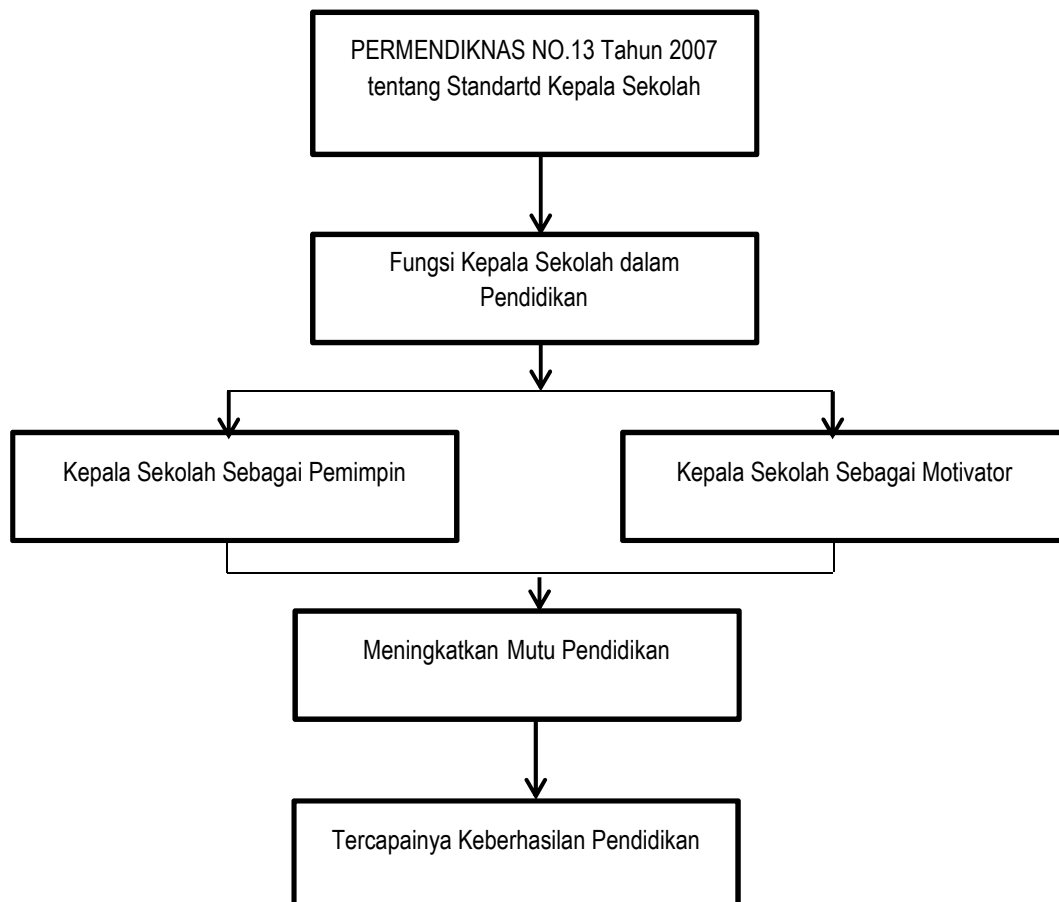 PERMENDIKNAS NO.13 Tahun 2007
tentang Standartd Kepala Sekolah
Fungsi Kepala Sekolah dalam
Pendidikan
Kepala Sekolah Sebagai Pemimpin
Kepala Sekolah Sebagai Motivator
Meningkatkan Mutu Pendidikan
Tercapainya Keberhasilan Pendidikan